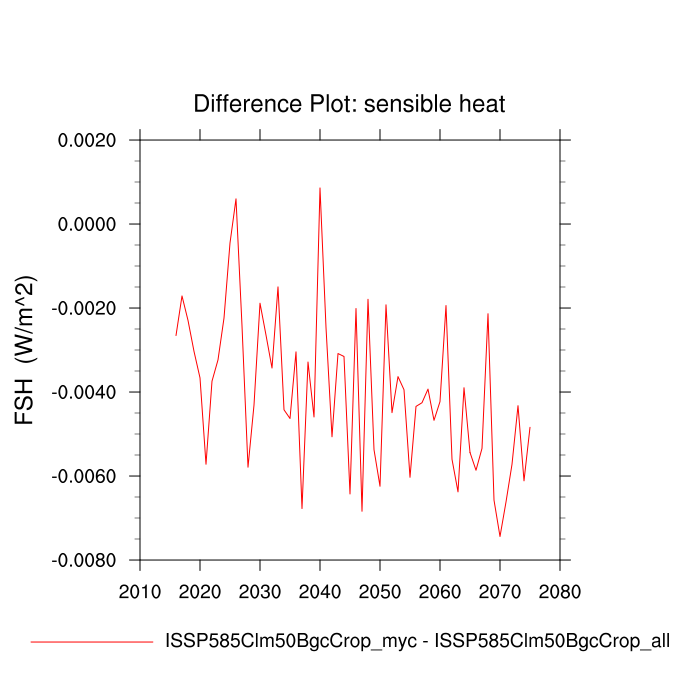 Difference Plot: sensible heat
0.0020
0.0000
-0.0020
-0.0040
-0.0060
-0.0080
FSH (W/m^2)
2010 2020 2030 2040 2050 2060 2070 2080
ISSP585Clm50BgcCrop_myc - ISSP585Clm50BgcCrop_all